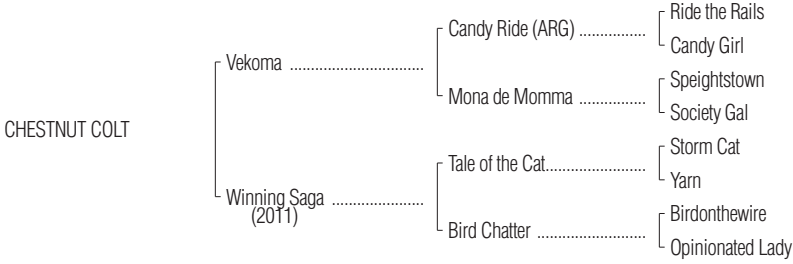 Ride the Rails
Candy Ride (ARG) ................
Candy Girl
Vekoma ................................
Speightstown
Mona de Momma ................
Society Gal
CHESTNUT COLT
Storm Cat
Tale of the Cat........................
Yarn
Winning Saga ......................
(2011)
Birdonthewire
Bird Chatter ..........................
Opinionated Lady